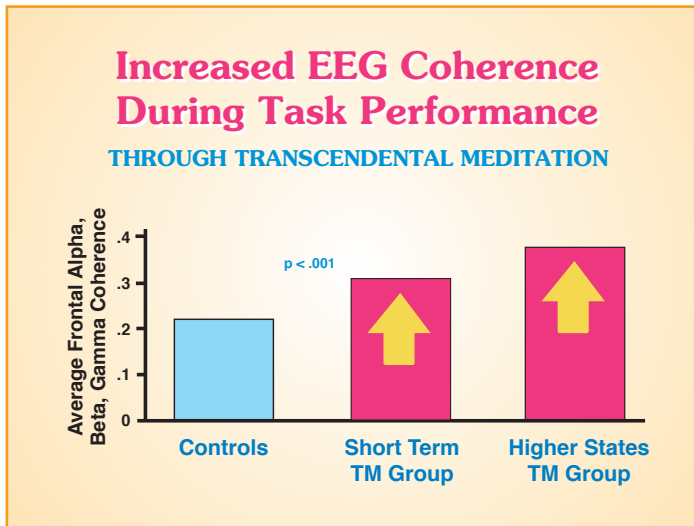 Increased EEG Coherence
During Task Performance
THROUGH TRANSCENDENTAL MEDITATION
Average Frontal Alpha,
Beta, Gamma Coherence
.4
.3
.2
.1
0
p < .001
Controls
Short Term
TM Group
Higher States
TM Group